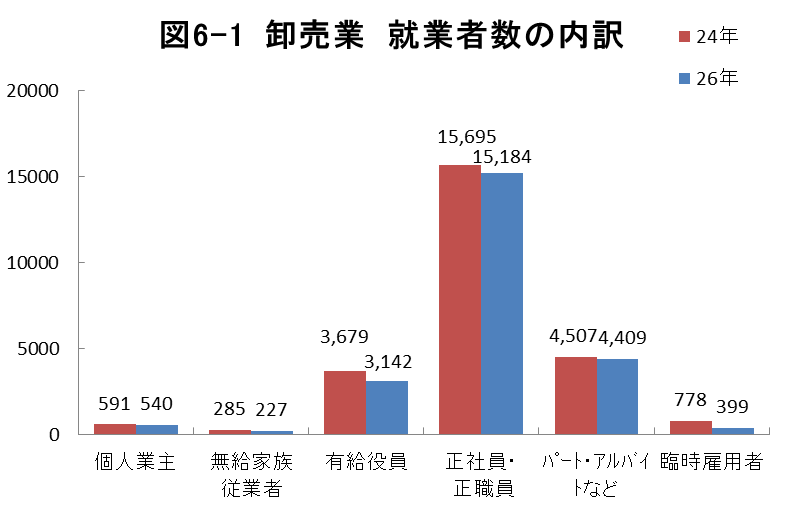 図6-1　卸売業　就業者数の内訳
24年
26年
20000
15000
10000
5000
0
591
540
285
227
3,679
3,142
15,695
15,184
4,507
4,409
778
399
個人業主
無給家族
従業者
有給役員
正社員・
正職員
ﾊﾟｰﾄ・ｱﾙﾊﾞｲ
ﾄなど
臨時雇用者